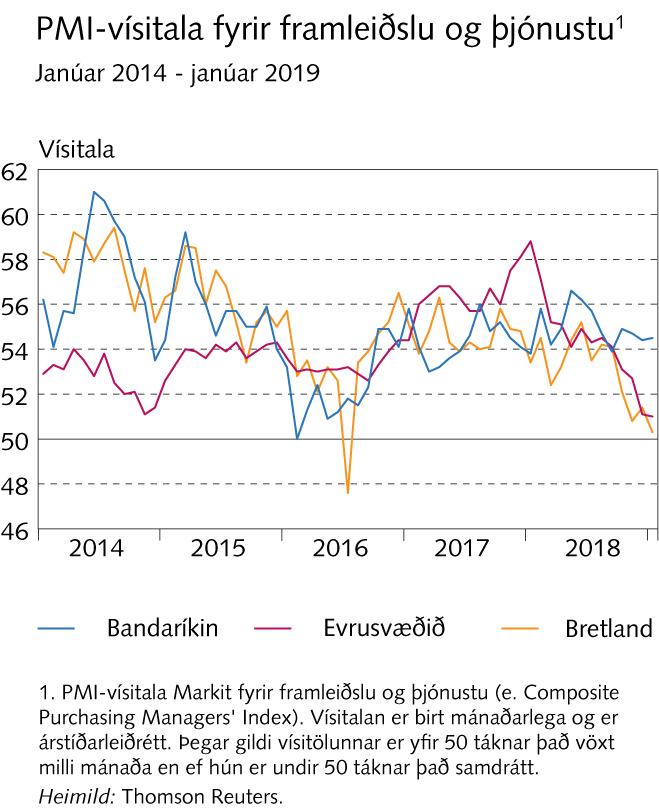 PMI-vísitala fyrir framleiðslu og þjónustu¹
Janúar 2014 - janúar 2019
Vísitala
62
60
58
56
54
52
50
48
46
2014 2015 2016 2017 2018
Bandaríkin Evrusvæðið Bretland
1. PMI-vísitala Markit fyrir framleiðslu og þjónustu (e. Composite
Purchasing Managers' Index). Vísitalan er birt mánaðarlega og er
árstíðarleiðrétt. Þegar gildi vísitölunnar er yfir 50 táknar það vöxt
milli mánaða en ef hún er undir 50 táknar það samdrátt.
Heimild: Thomson Reuters.